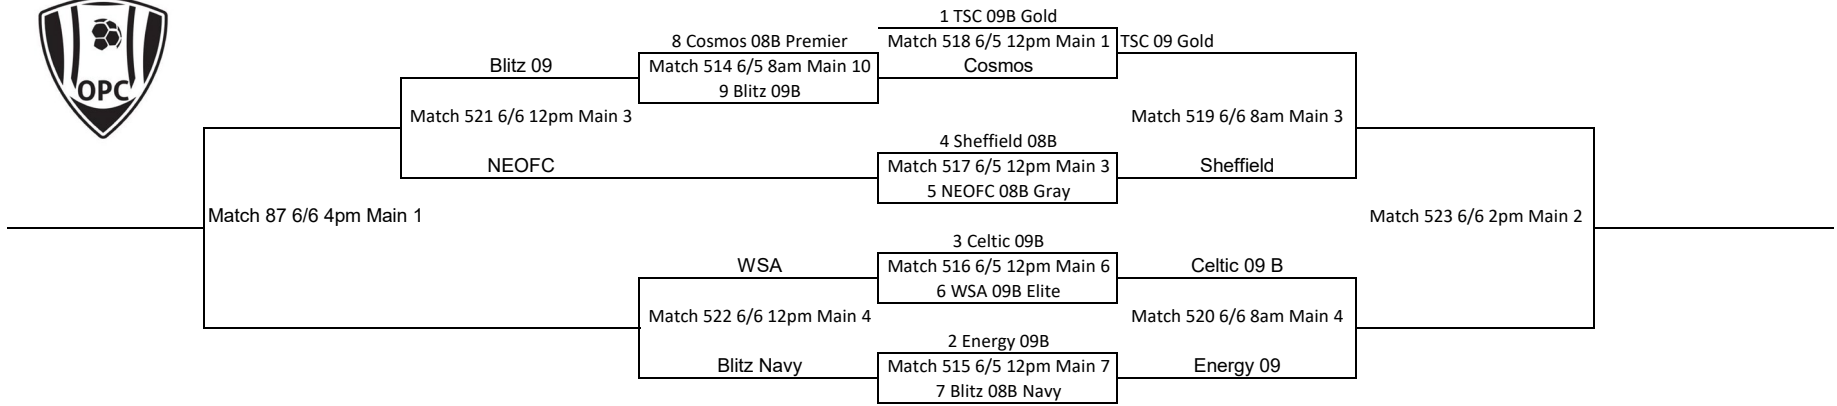 1 TSC 09B Gold
8 Cosmos 08B Premier
Match 518 6/5 12pm Main 1
TSC 09 Gold
Blitz 09
Match 514 6/5 8am Main 10
Cosmos
OPC
9 Blitz 09B
Match 521 6/6 12pm Main 3
Match 519 6/6 8am Main 3
4 Sheffield 08B
NEOFC
Match 517 6/5 12pm Main 3
Sheffield
5 NEOFC 08B Gray
Match 87 6/6 4pm Main 1
Match 523 6/6 2pm Main 2
3 Celtic 09B
WSA
Match 516 6/5 12pm Main 6
Celtic 09 B
6 WSA 09B Elite
Match 522 6/6 12pm Main 4
Match 520 6/6 8am Main 4
2 Energy 09B
Blitz Navy
Match 515 6/5 12pm Main 7
Energy 09
7 Blitz 08B Navy